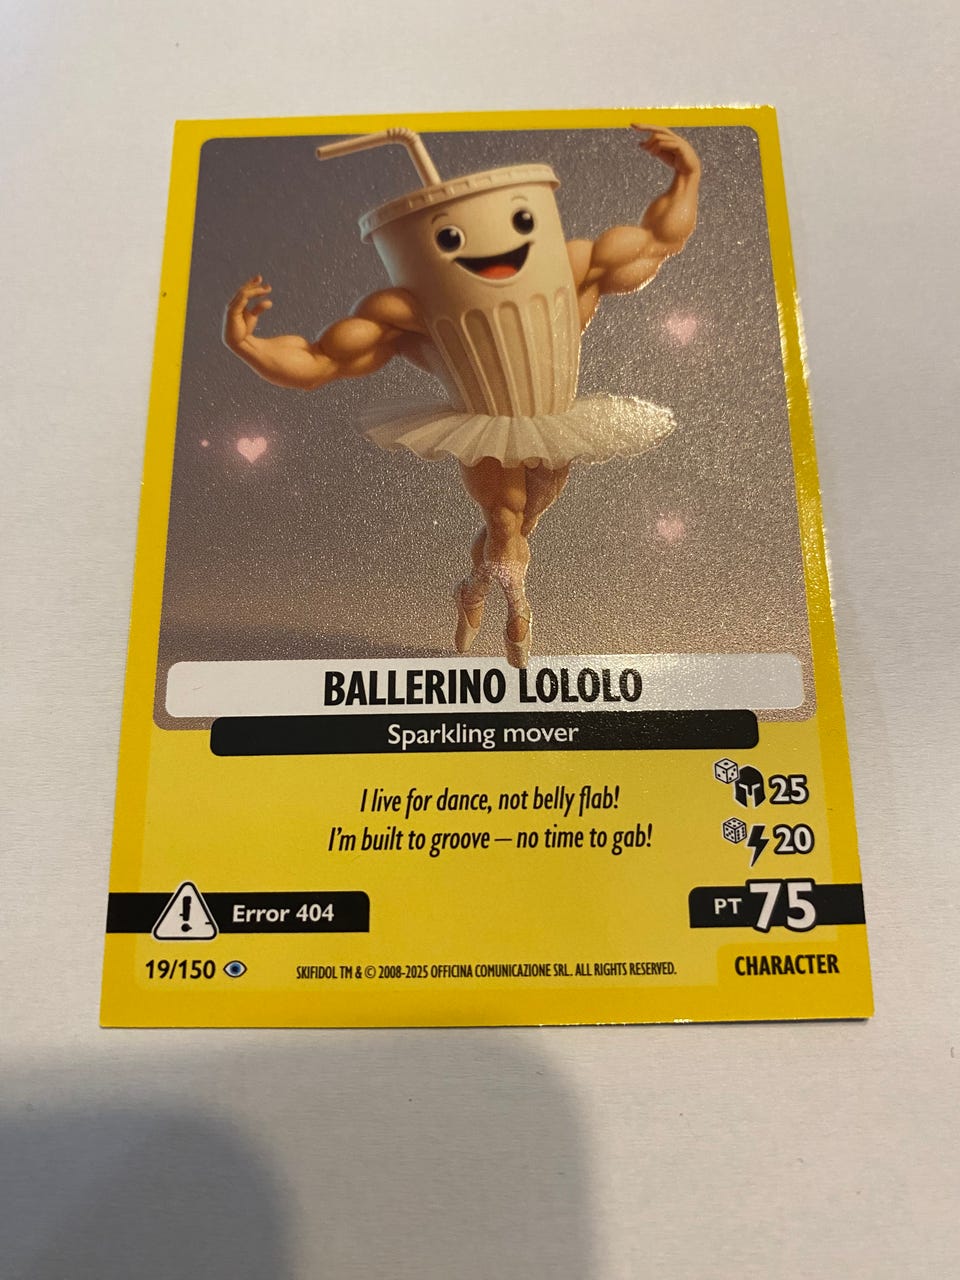 BALLERINO LOLOLO
Sparkling mover
I live for dance, not belly flab!
I'm built to groove – no time to gab!
25
20
Error 404
PT 75
19/150
SKIFIDOL TM & © 2008-2025 OFFICINA COMUNICAZIONE SRL. ALL RIGHTS RESERVED.
CHARACTER